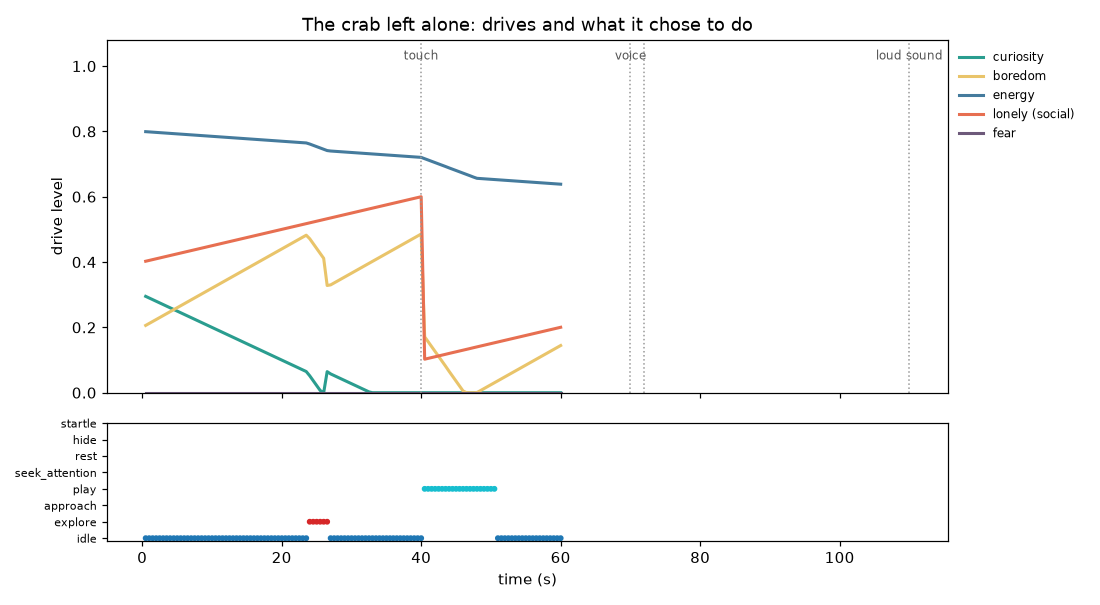 The crab left alone: drives and what it chose to do
touch
voice
loud sound
curiosity
boredom
energy
lonely (social)
fear
drive level
1.0
0.8
0.6
0.4
0.2
0.0
startle
hide
rest
seek_attention
play
approach
explore
idle
0 20 40 60 80 100
time (s)